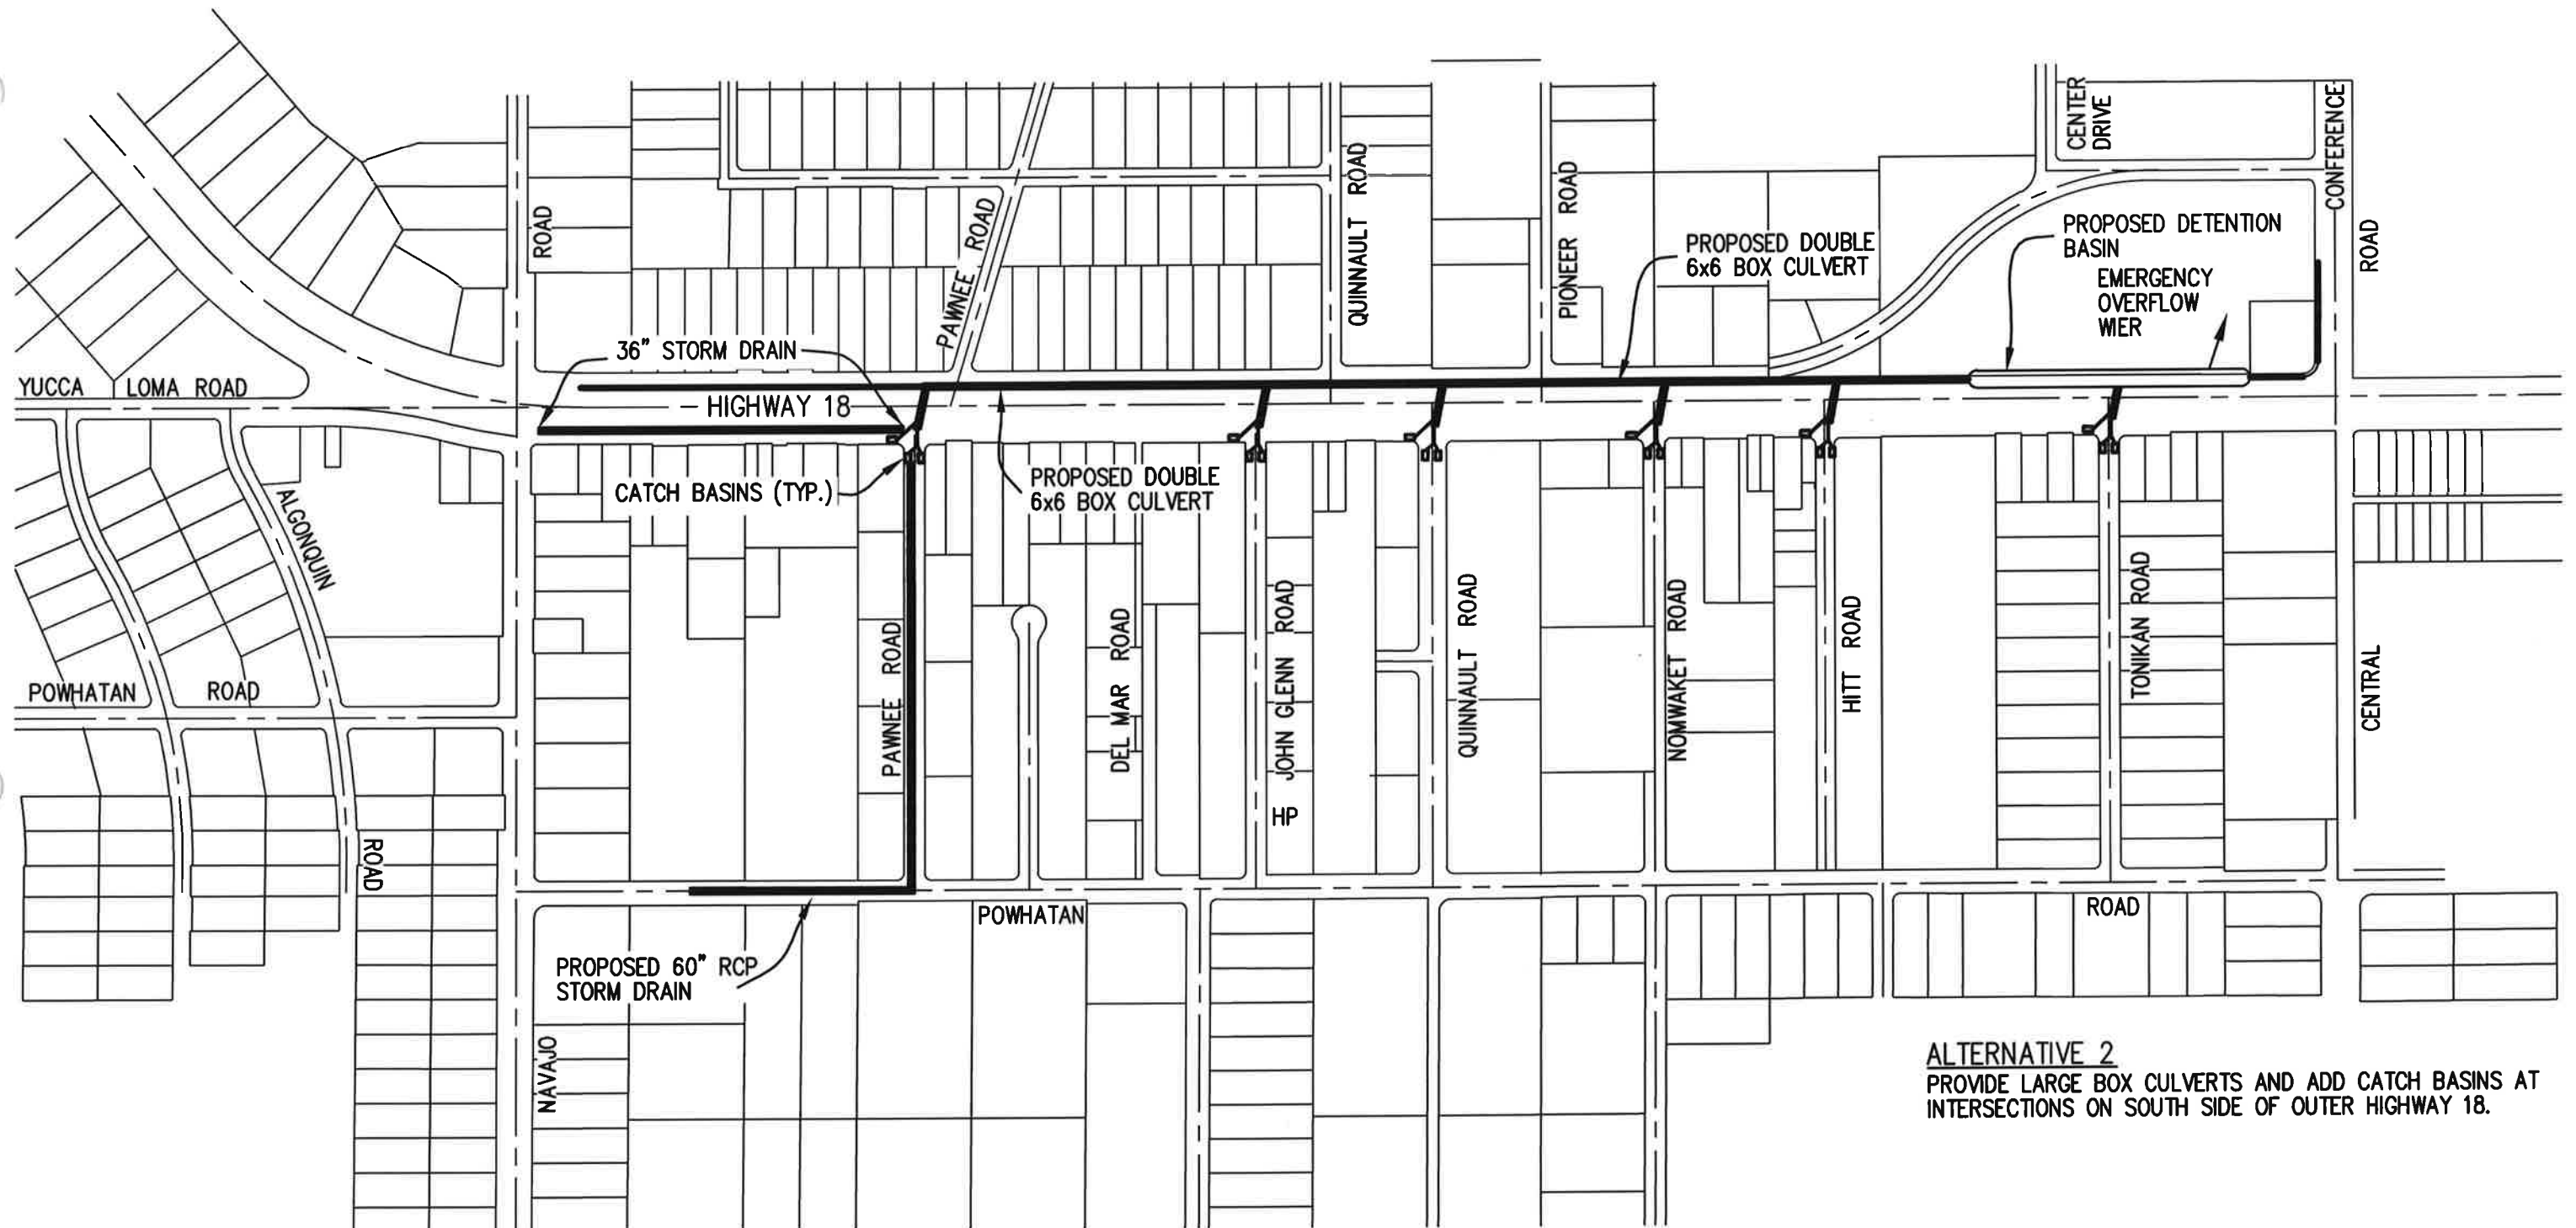 CENTER
DRIVE
CONFERENCE
ROAD
QUINNAULT ROAD
PIONEER ROAD
ROAD
PAWNEE ROAD
PROPOSED DETENTION
BASIN
PROPOSED DOUBLE
6x6 BOX CULVERT
EMERGENCY
OVERFLOW
WIER
36" STORM DRAIN
YUCCA LOMA ROAD
HIGHWAY 18
CATCH BASINS (TYP.)
PROPOSED DOUBLE
6x6 BOX CULVERT
ALGONQUIN
ROAD
PAWNEE ROAD
DEL MAR ROAD
HP JOHN GLENN ROAD
QUINNAULT ROAD
NOMWAKET ROAD
HITT ROAD
TONIKAN ROAD
CENTRAL
POWHATAN ROAD
POWHATAN ROAD
PROPOSED 60" RCP
STORM DRAIN
NAVAJO
ALTERNATIVE 2
PROVIDE LARGE BOX CULVERTS AND ADD CATCH BASINS AT
INTERSECTIONS ON SOUTH SIDE OF OUTER HIGHWAY 18.